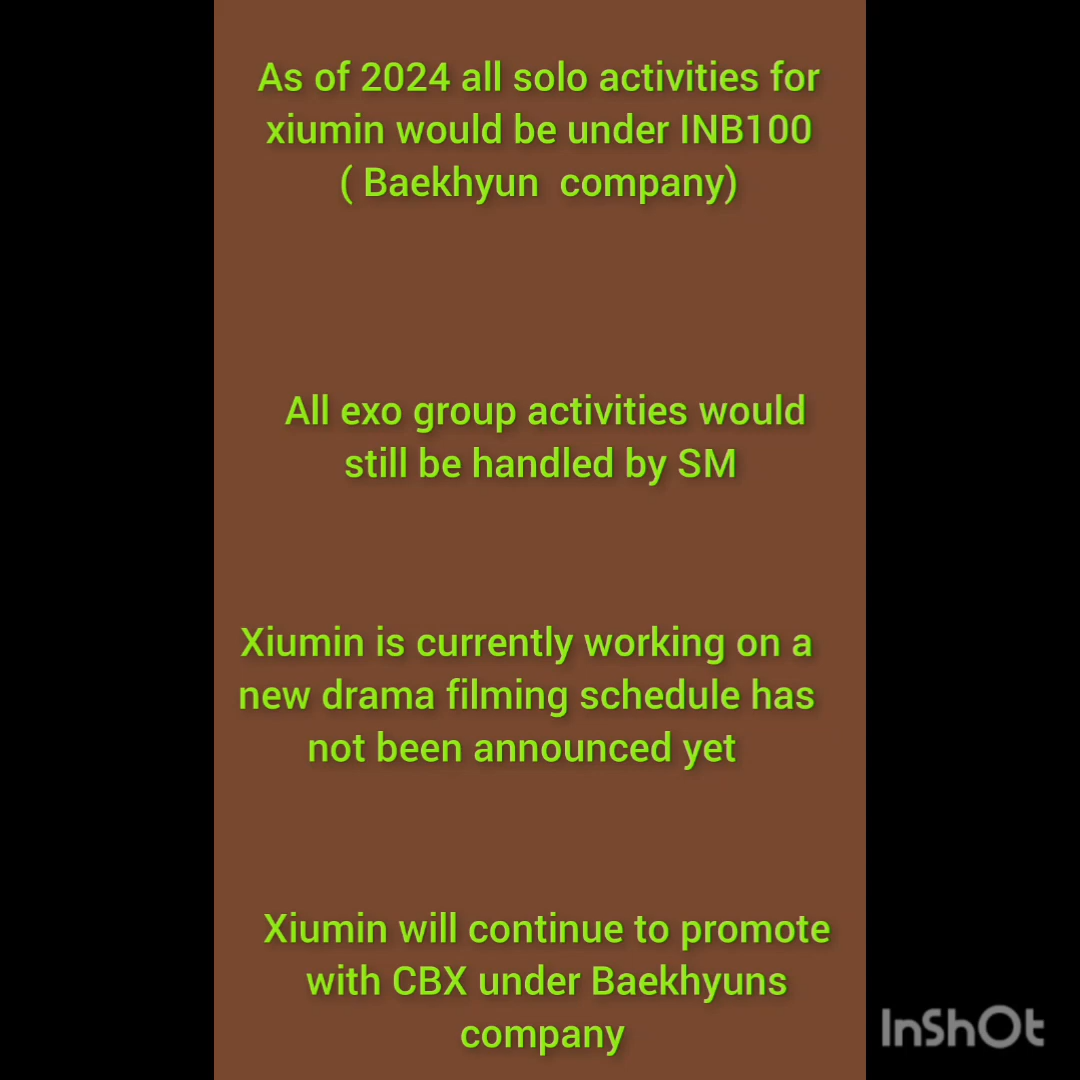 As of 2024 all solo activities for
xiumin would be under INB100
( Baekhyun  company)
All exo group activities would
still be handled by SM
Xiumin is currently working on a
new drama filming schedule has
not been announced yet
Xiumin will continue to promote
with CBX under Baekhyuns
company
InShOt